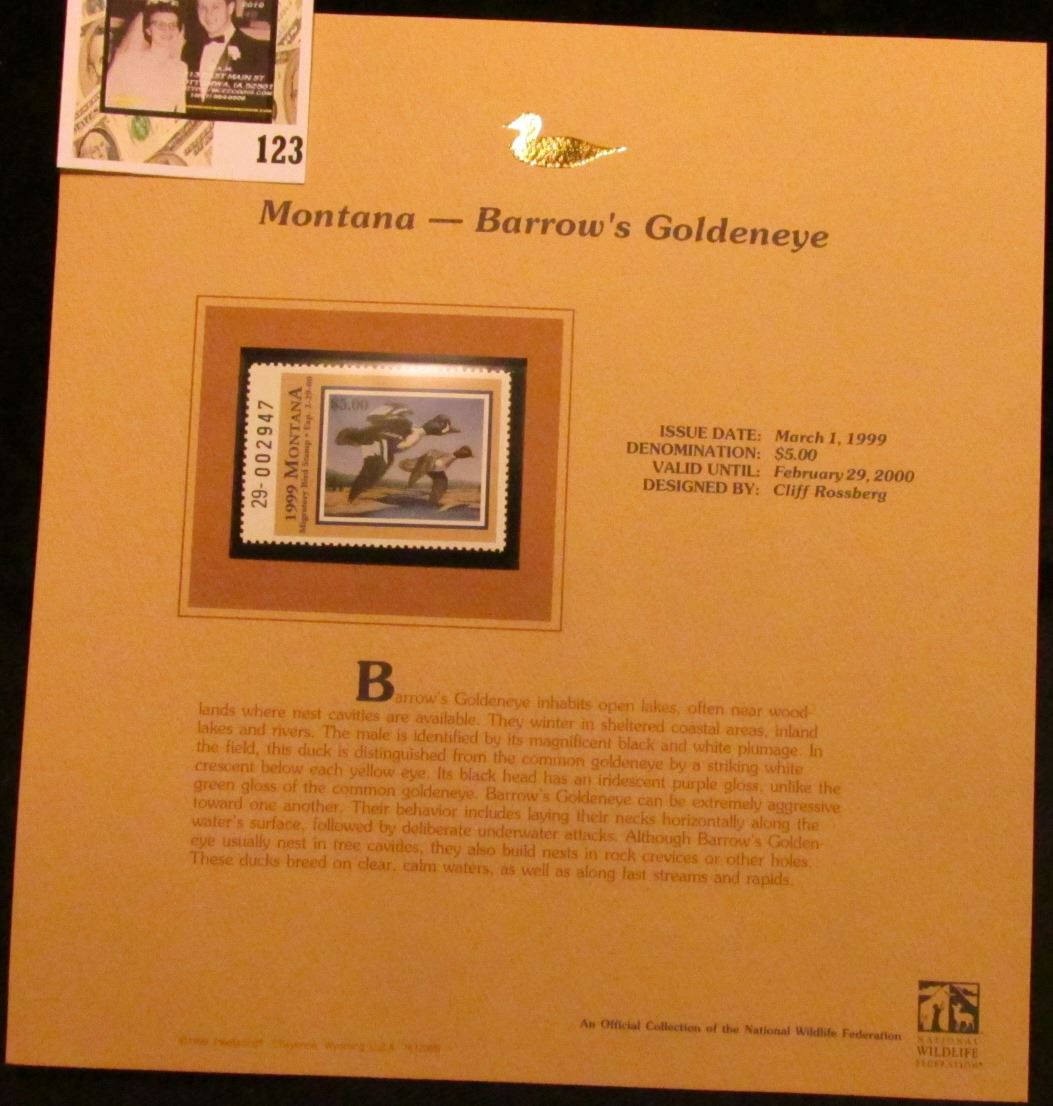 2010
123
Montana — Barrow's Goldeneye
29-002947
1999 MONTANA
Migratory Bird Stamp • Exp. 2-29-00
$5.00
ISSUE DATE: March 1, 1999
DENOMINATION: $5.00
VALID UNTIL: February 29, 2000
DESIGNED BY: Cliff Rossberg
Barrow's Goldeneye inhabits open lakes, often near wood-
lands where nest cavities are available. They winter in sheltered coastal areas, inland
lakes and rivers. The male is identified by its magnificent black and white plumage. In
the field, this duck is distinguished from the common goldeneye by a striking white
crescent below each yellow eye. Its black head has an iridescent purple gloss, unlike the
green gloss of the common goldeneye. Barrow's Goldeneye can be extremely aggressive
toward one another. Their behavior includes laying their necks horizontally along the
water's surface, followed by deliberate underwater attacks. Although Barrow's Golden-
eye usually nest in tree cavities, they also build nests in rock crevices or other holes.
These ducks breed on clear, calm waters, as well as along fast streams and rapids.
An Official Collection of the National Wildlife Federation
NATIONAL
WILDLIFE
FEDERATION®
Cheyenne, Wyoming U.S.A.